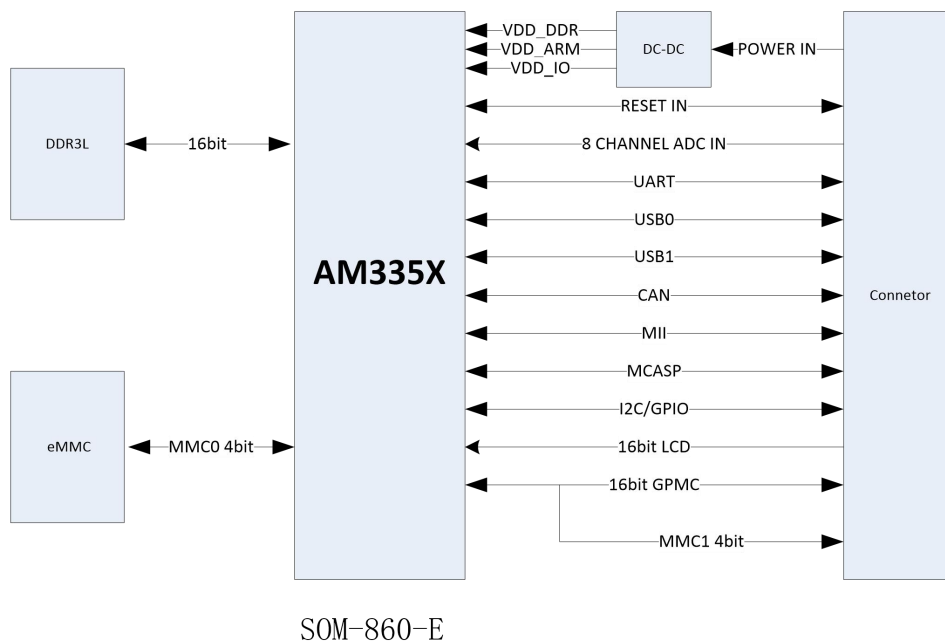 VDD_DDR
VDD_ARM
VDD_IO
DC-DC
POWER IN
RESET IN
DDR3L
16bit
8 CHANNEL ADC IN
UART
USB0
USB1
AM335X
CAN
Connetor
MII
MCASP
I2C/GPIO
eMMC
MMC0 4bit
16bit LCD
16bit GPMC
MMC1 4bit
SOM-860-E